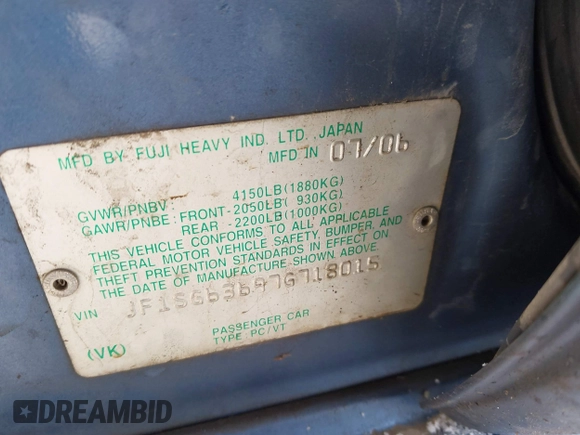 MFD BY FUJI HEAVY IND. LTD. JAPAN
MFD IN 07/06
GVWR/PNBV : 4150LB(1880KG)
GAWR/PNBE : FRONT-2050LB( 930KG)
REAR -2200LB(1000KG)
THIS VEHICLE CONFORMS TO ALL APPLICABLE
FEDERAL MOTOR VEHICLE SAFETY, BUMPER, AND
THEFT PREVENTION STANDARDS IN EFFECT ON
THE DATE OF MANUFACTURE SHOWN ABOVE.
VIN JF1SG63697G718015
PASSENGER CAR
(VK) TYPE PC/VT
DREAMBID